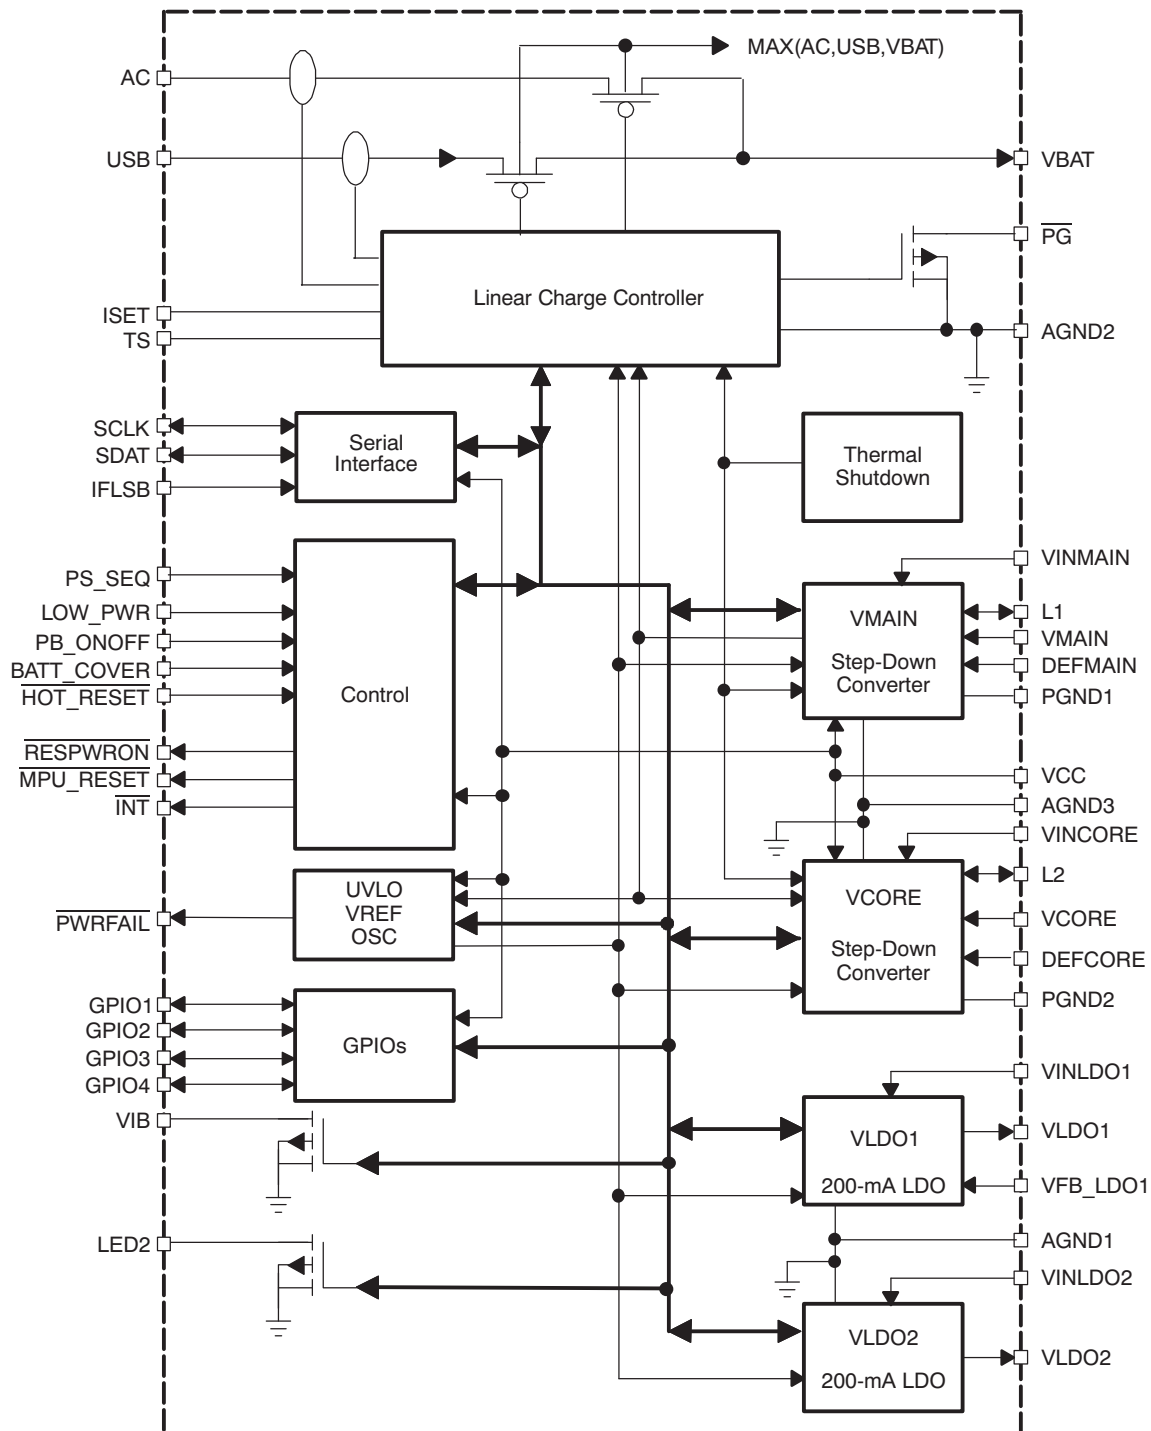 MAX(AC,USB,VBAT)
AC
USB
VBAT
PG
Linear Charge Controller
ISET
TS
AGND2
SCLK
SDAT
IFLSB
Serial
Interface
Thermal
Shutdown
PS_SEQ
LOW_PWR
PB_ONOFF
BATT_COVER
HOT_RESET
RESPWRON
MPU_RESET
INT
Control
VINMAIN
VMAIN
Step-Down
Converter
L1
VMAIN
DEFMAIN
PGND1
VCC
AGND3
VINCORE
PWRFAIL
UVLO
VREF
OSC
VCORE
Step-Down
Converter
L2
VCORE
DEFCORE
PGND2
GPIO1
GPIO2
GPIO3
GPIO4
GPIOs
VIB
VINLDO1
VLDO1
200-mA LDO
VLDO1
VFB_LDO1
LED2
AGND1
VINLDO2
VLDO2
200-mA LDO
VLDO2